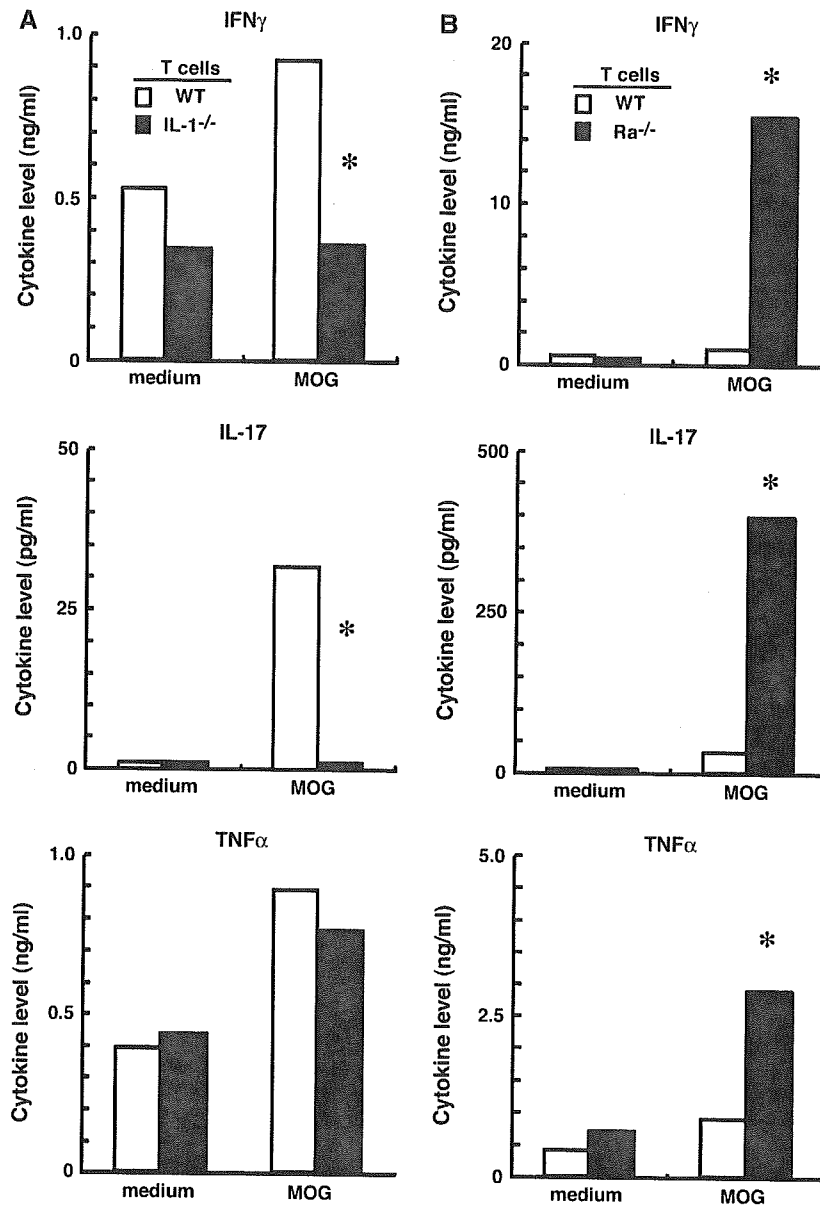 A
IFNγ
Cytokine level (ng/ml)
1.0
0.5
0
T cells
WT
IL-1-/-
*
medium
MOG
IL-17
Cytokine level (pg/ml)
50
25
0
*
medium
MOG
TNFα
Cytokine level (ng/ml)
1.0
0.5
0
medium
MOG
B
IFNγ
Cytokine level (ng/ml)
20
10
0
T cells
WT
Ra-/-
*
medium
MOG
IL-17
Cytokine level (pg/ml)
500
250
0
*
medium
MOG
TNFα
Cytokine level (ng/ml)
5.0
2.5
0
*
medium
MOG